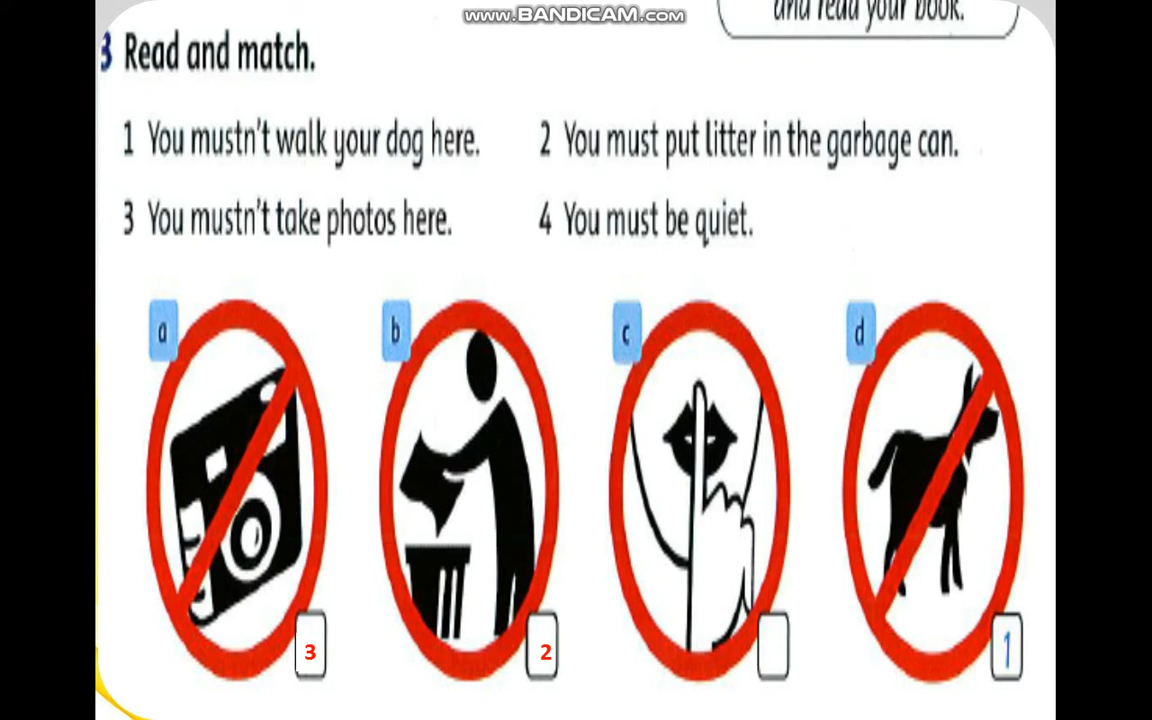 www.BANDICAM.com
and read your book.
3 Read and match.
1 You mustn't walk your dog here. 2 You must put litter in the garbage can.
3 You mustn't take photos here. 4 You must be quiet.
a b c d
3 2 1